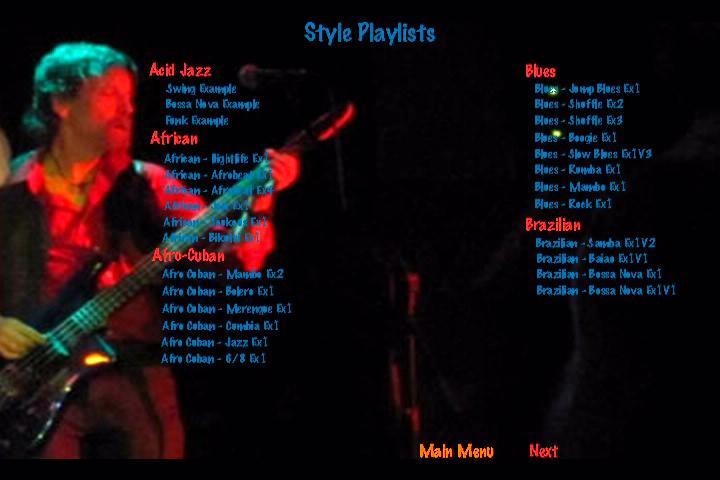 Style Playlists
Acid Jazz
Swing Example
Bossa Nova Example
Funk Example
African
African - Highlife Ex1
African - Afrobeat Ex1
African - Afrobeat
African -
African - Ex1
African - Bikutsi Ex1
Afro-Cuban
Afro Cuban - Mambo Ex2
Afro Cuban - Bolero Ex1
Afro Cuban - Merengue Ex1
Afro Cuban - Cumbia Ex1
Afro Cuban - Jazz Ex1
Afro Cuban - 6/8 Ex1
Blues
Blues - Jump Blues Ex1
Blues - Shuffle Ex2
Blues - Shuffle Ex3
Blues - Boogie Ex1
Blues - Slow Blues Ex1V3
Blues - Rumba Ex1
Blues - Mambo Ex1
Blues - Rock Ex1
Brazilian
Brazilian - Samba Ex1V2
Brazilian - Baiao Ex1V1
Brazilian - Bossa Nova Ex1
Brazilian - Bossa Nova Ex1V1
Main Menu
Next